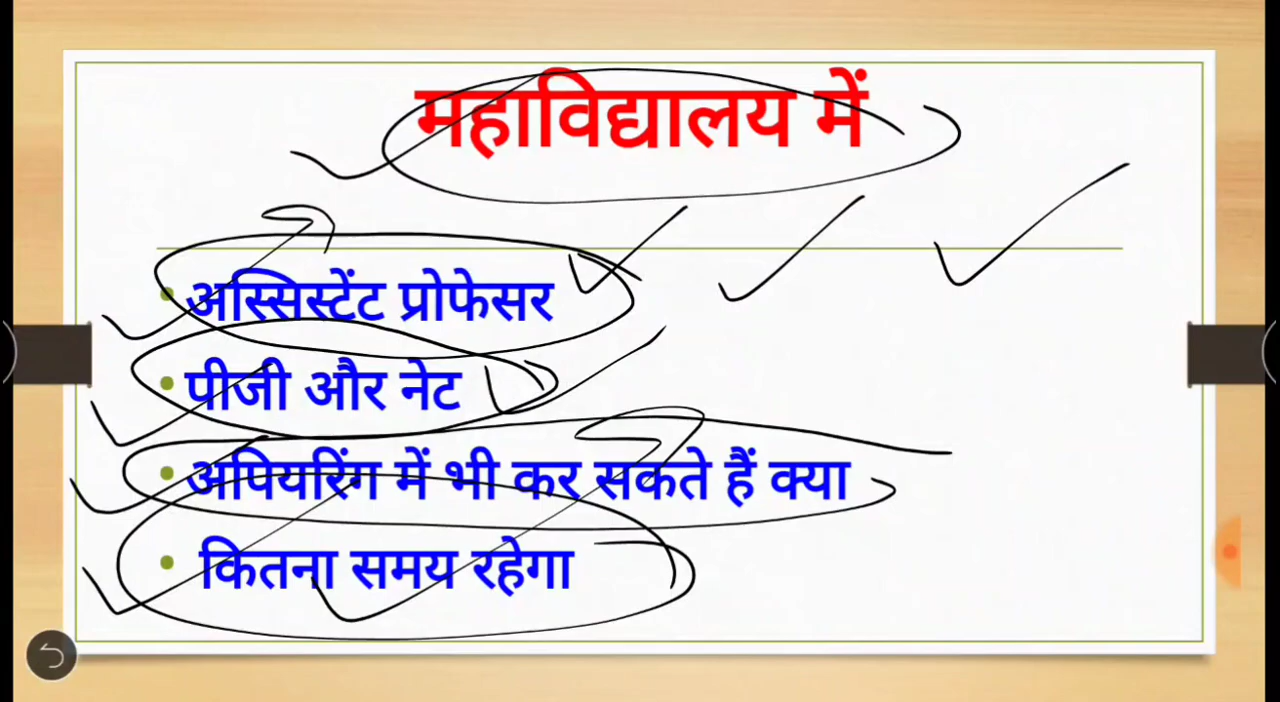 महाविद्यालय में
• अस्सिस्टेंट प्रोफेसर
• पीजी और नेट
• अपियरिंग में भी कर सकते हैं क्या
• कितना समय रहेगा